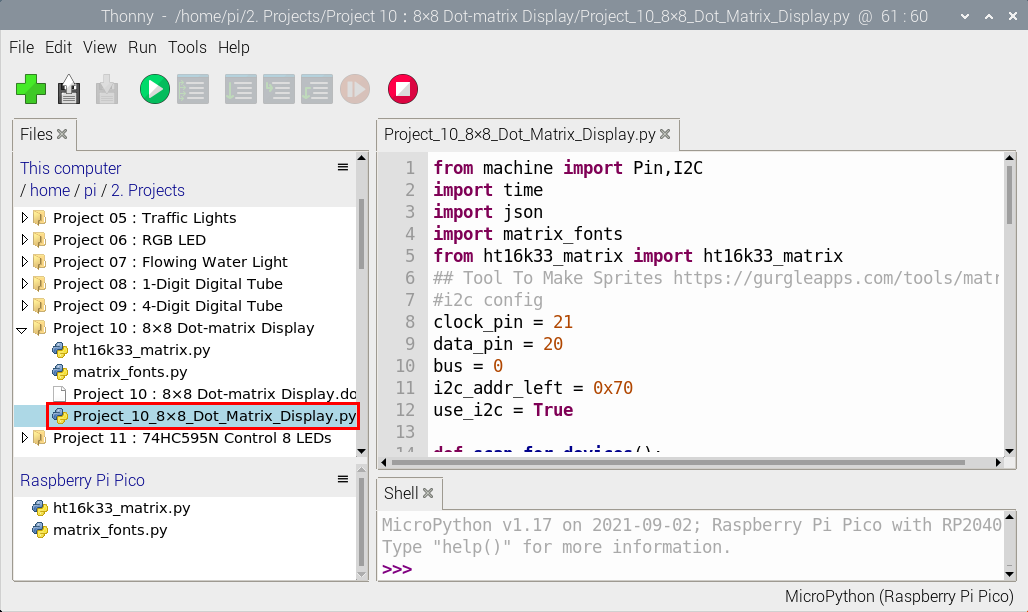 Thonny - /home/pi/2. Projects/Project 10 : 8×8 Dot-matrix Display/Project_10_8×8_Dot_Matrix_Display.py @ 61 : 60
File Edit View Run Tools Help
Files
This computer
/ home / pi / 2. Projects
Project 05 : Traffic Lights
Project 06 : RGB LED
Project 07 : Flowing Water Light
Project 08 : 1-Digit Digital Tube
Project 09 : 4-Digit Digital Tube
Project 10 : 8×8 Dot-matrix Display
ht16k33_matrix.py
matrix_fonts.py
Project 10 : 8×8 Dot-matrix Display.do
Project_10_8×8_Dot_Matrix_Display.py
Project 11 : 74HC595N Control 8 LEDs
Raspberry Pi Pico
ht16k33_matrix.py
matrix_fonts.py
Project_10_8×8_Dot_Matrix_Display.py
1 from machine import Pin,I2C
2 import time
3 import json
4 import matrix_fonts
5 from ht16k33_matrix import ht16k33_matrix
6 ## Tool To Make Sprites https://gurgleapps.com/tools/matr
7 #i2c config
8 clock_pin = 21
9 data_pin = 20
10 bus = 0
11 i2c_addr_left = 0x70
12 use_i2c = True
13
14 def scan_for_devices():
Shell
MicroPython v1.17 on 2021-09-02; Raspberry Pi Pico with RP2040
Type "help()" for more information.
>>>
MicroPython (Raspberry Pi Pico)